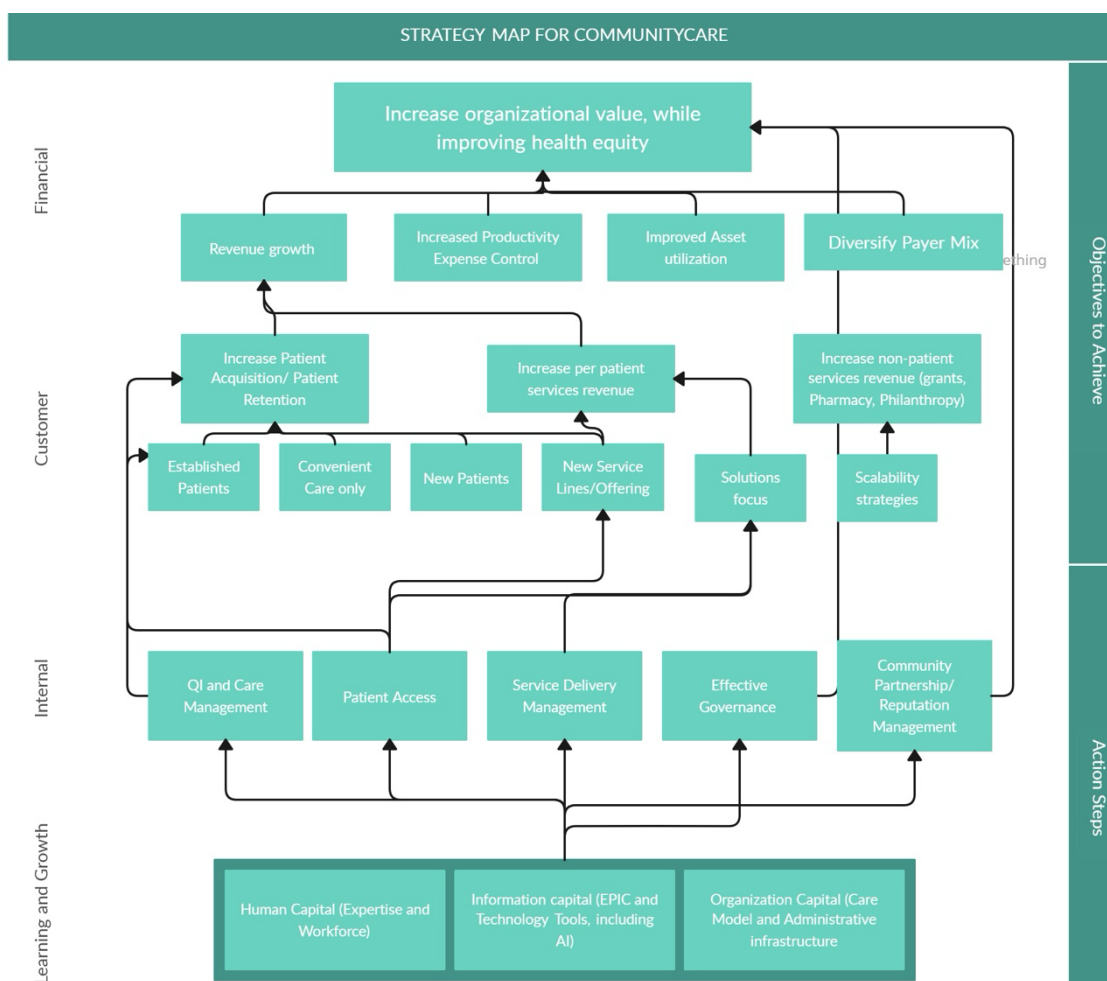 STRATEGY MAP FOR COMMUNITYCARE
Financial
Increase organizational value, while
improving health equity
Revenue growth
Increased Productivity
Expense Control
Improved Asset
utilization
Diversify Payer Mix
ething
Objectives to Achieve
Customer
Increase Patient
Acquisition/ Patient
Retention
Increase per patient
services revenue
Increase non-patient
services revenue (grants,
Pharmacy, Philanthropy)
Established
Patients
Convenient
Care only
New Patients
New Service
Lines/Offering
Solutions
focus
Scalability
strategies
Internal
QI and Care
Management
Patient Access
Service Delivery
Management
Effective
Governance
Community
Partnership/
Reputation
Management
Action Steps
Learning and Growth
Human Capital (Expertise and
Workforce)
Information capital (EPIC and
Technology Tools, including
AI)
Organization Capital (Care
Model and Administrative
infrastructure